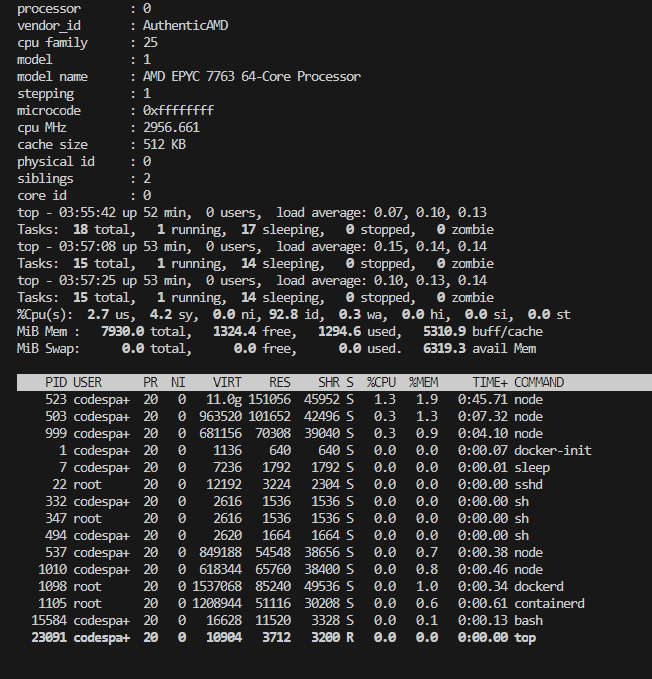 processor : 0
vendor_id : AuthenticAMD
cpu family : 25
model : 1
model name : AMD EPYC 7763 64-Core Processor
stepping : 1
microcode : 0xffffffff
cpu MHz : 2956.661
cache size : 512 KB
physical id : 0
siblings : 2
core id : 0
top - 03:55:42 up 52 min, 0 users, load average: 0.07, 0.10, 0.13
Tasks: 18 total, 1 running, 17 sleeping, 0 stopped, 0 zombie
top - 03:57:08 up 53 min, 0 users, load average: 0.15, 0.14, 0.14
Tasks: 15 total, 1 running, 14 sleeping, 0 stopped, 0 zombie
top - 03:57:25 up 53 min, 0 users, load average: 0.10, 0.13, 0.14
Tasks: 15 total, 1 running, 14 sleeping, 0 stopped, 0 zombie
%Cpu(s): 2.7 us, 4.2 sy, 0.0 ni, 92.8 id, 0.3 wa, 0.0 hi, 0.0 si, 0.0 st
MiB Mem : 7930.0 total, 1324.4 free, 1294.6 used, 5310.9 buff/cache
MiB Swap: 0.0 total, 0.0 free, 0.0 used. 6319.3 avail Mem
PID USER PR NI VIRT RES SHR S %CPU %MEM TIME+ COMMAND
523 codespa+ 20 0 11.0g 151056 45952 S 1.3 1.9 0:45.71 node
503 codespa+ 20 0 963520 101652 42496 S 0.3 1.3 0:07.32 node
999 codespa+ 20 0 681156 70308 39040 S 0.3 0.9 0:04.10 node
1 codespa+ 20 0 1136 640 640 S 0.0 0.0 0:00.07 docker-init
7 codespa+ 20 0 7236 1792 1792 S 0.0 0.0 0:00.01 sleep
22 root 20 0 12192 3224 2304 S 0.0 0.0 0:00.00 sshd
332 codespa+ 20 0 2616 1536 1536 S 0.0 0.0 0:00.00 sh
347 root 20 0 2616 1536 1536 S 0.0 0.0 0:00.00 sh
494 codespa+ 20 0 2620 1664 1664 S 0.0 0.0 0:00.00 sh
537 codespa+ 20 0 849188 54548 38656 S 0.0 0.7 0:00.38 node
1010 codespa+ 20 0 618344 65760 38400 S 0.0 0.8 0:00.46 node
1098 root 20 0 1537068 85240 49536 S 0.0 1.0 0:00.34 dockerd
1105 root 20 0 1208944 51116 30208 S 0.0 0.6 0:00.61 containerd
15584 codespa+ 20 0 16628 11520 3328 S 0.0 0.1 0:00.13 bash
23091 codespa+ 20 0 10904 3712 3200 R 0.0 0.0 0:00.00 top